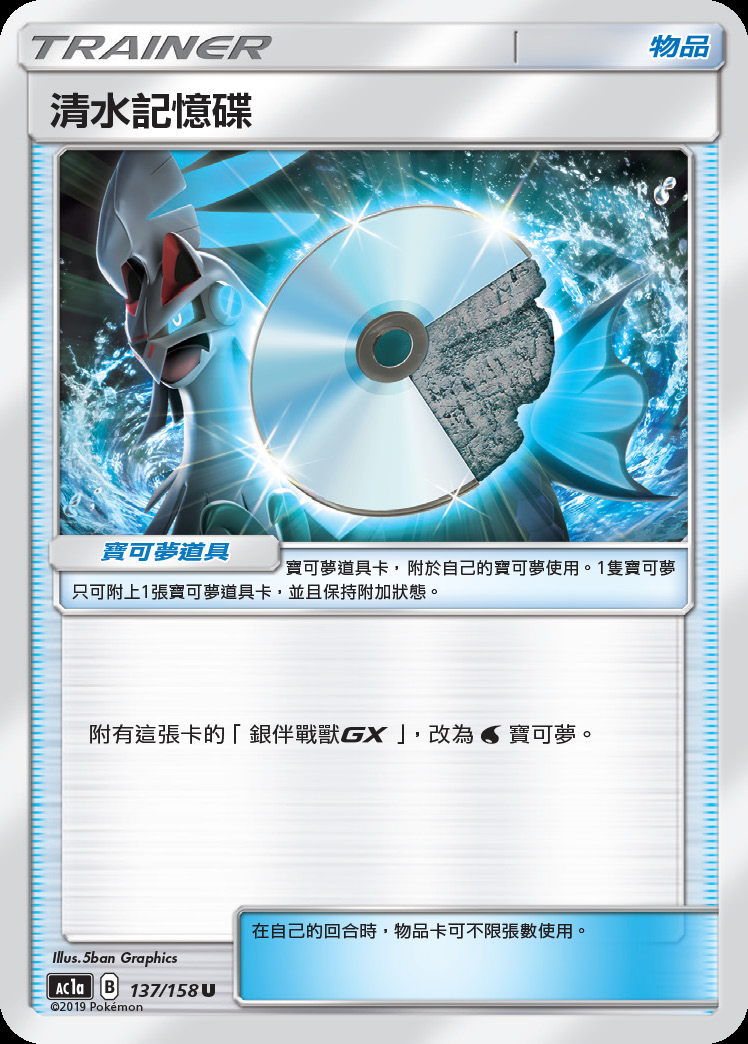 TRAINER
物品
清水記憶碟
寶可夢道具
寶可夢道具卡，附於自己的寶可夢使用。1隻寶可夢
只可附上1張寶可夢道具卡，並且保持附加狀態。
附有這張卡的「銀伴戰獸GX」，改為 寶可夢。
在自己的回合時，物品卡可不限張數使用。
Illus.5ban Graphics
AC1a B 137/158 U
©2019 Pokémon